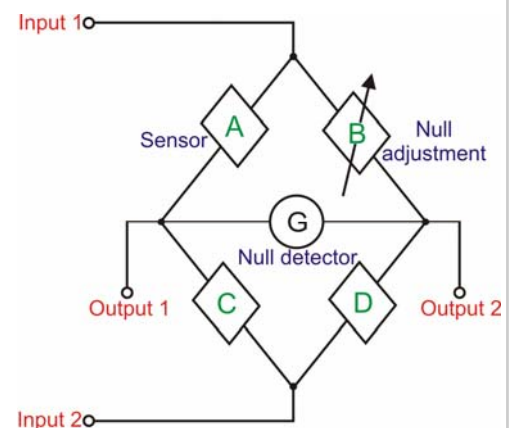 Input 1
A
B
Sensor
Null
adjustment
G
Null detector
Output 1
C
D
Output 2
Input 2